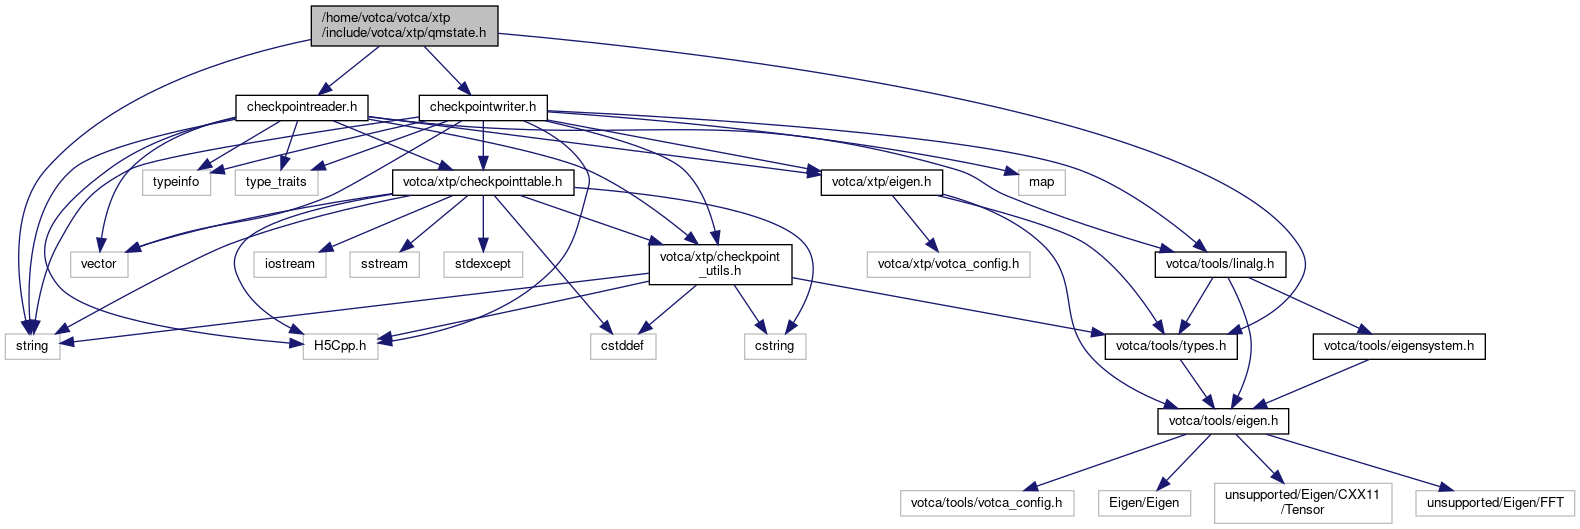 /home/votca/votca/xtp
/include/votca/xtp/qmstate.h
checkpointreader.h
checkpointwriter.h
typeinfo
type_traits
votca/xtp/checkpointtable.h
votca/xtp/eigen.h
map
vector
iostream
sstream
stdexcept
votca/xtp/checkpoint
_utils.h
votca/xtp/votca_config.h
votca/tools/linalg.h
string
H5Cpp.h
cstddef
cstring
votca/tools/types.h
votca/tools/eigensystem.h
votca/tools/eigen.h
votca/tools/votca_config.h
Eigen/Eigen
unsupported/Eigen/CXX11
/Tensor
unsupported/Eigen/FFT